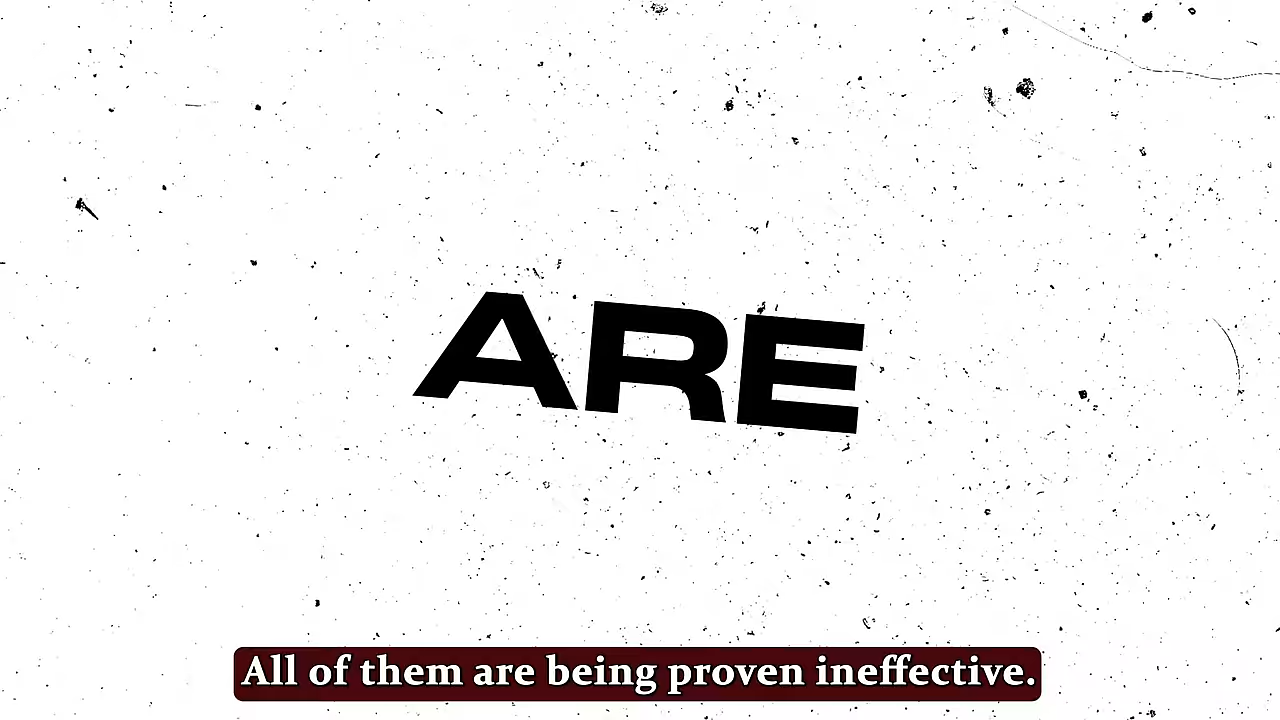 ARE
All of them are being proven ineffective.